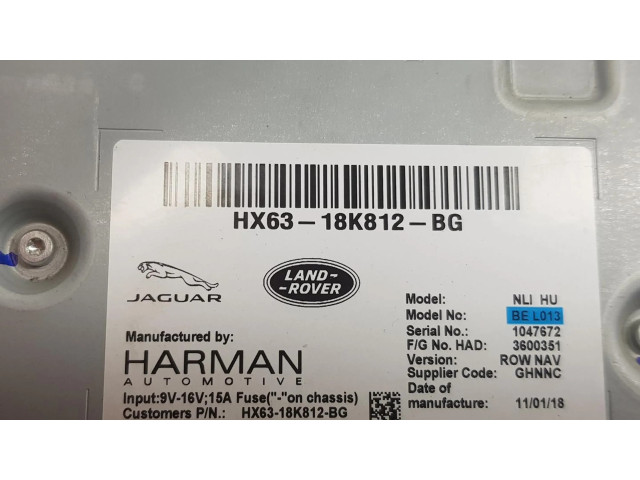 HX63-18K812-BG
JAGUAR
LAND-
-ROVER
Manufactured by:
HARMAN
AUTOMOTIVE
Input:9V-16V;15A Fuse("-"on chassis)
Customers P/N.: HX63-18K812-BG
Model: NLI HU
Model No: BE L013
Serial No.: 1047672
F/G No. HAD: 3600351
Version: ROW NAV
Supplier Code: GHNNC
Date of
manufacture: 11/01/18